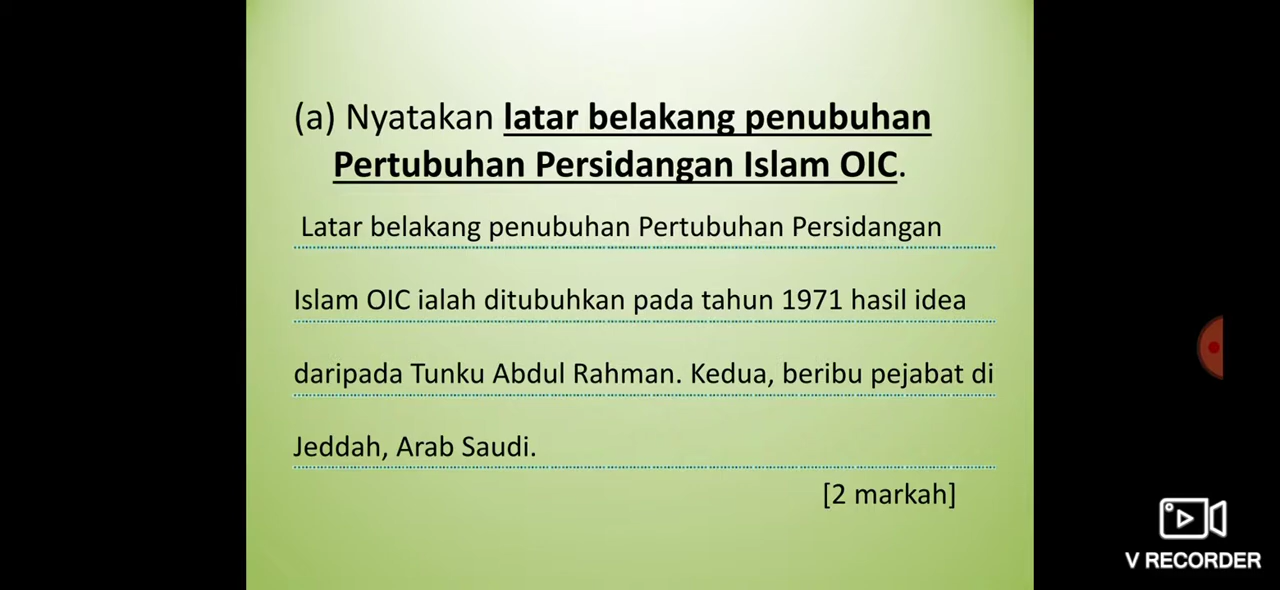 (a) Nyatakan latar belakang penubuhan
Pertubuhan Persidangan Islam OIC.
Latar belakang penubuhan Pertubuhan Persidangan
Islam OIC ialah ditubuhkan pada tahun 1971 hasil idea
daripada Tunku Abdul Rahman. Kedua, beribu pejabat di
Jeddah, Arab Saudi.
[2 markah]
V RECORDER